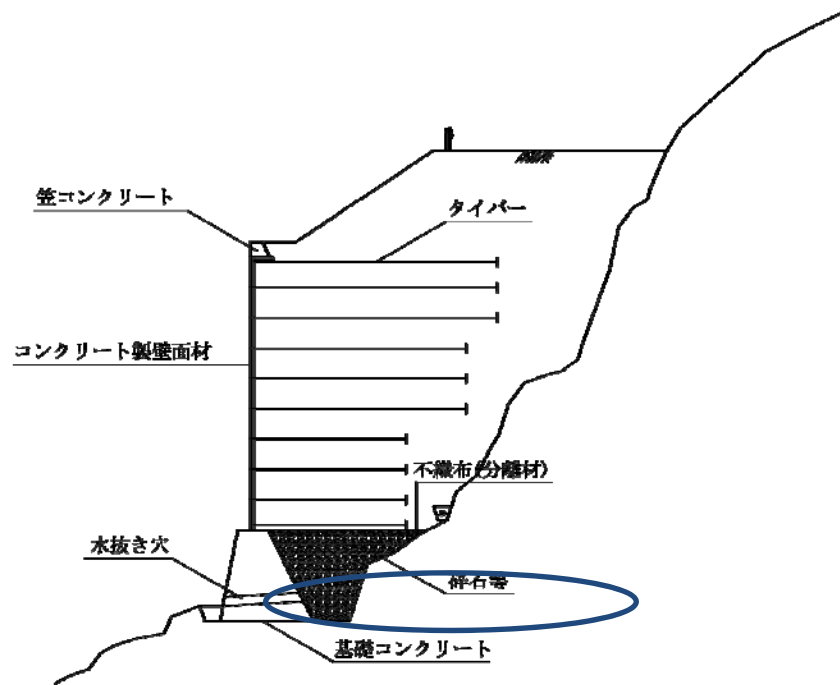 笠コンクリート
タイバー
コンクリート製壁面材
不織布(分離材)
水抜き穴
砕石等
基礎コンクリート